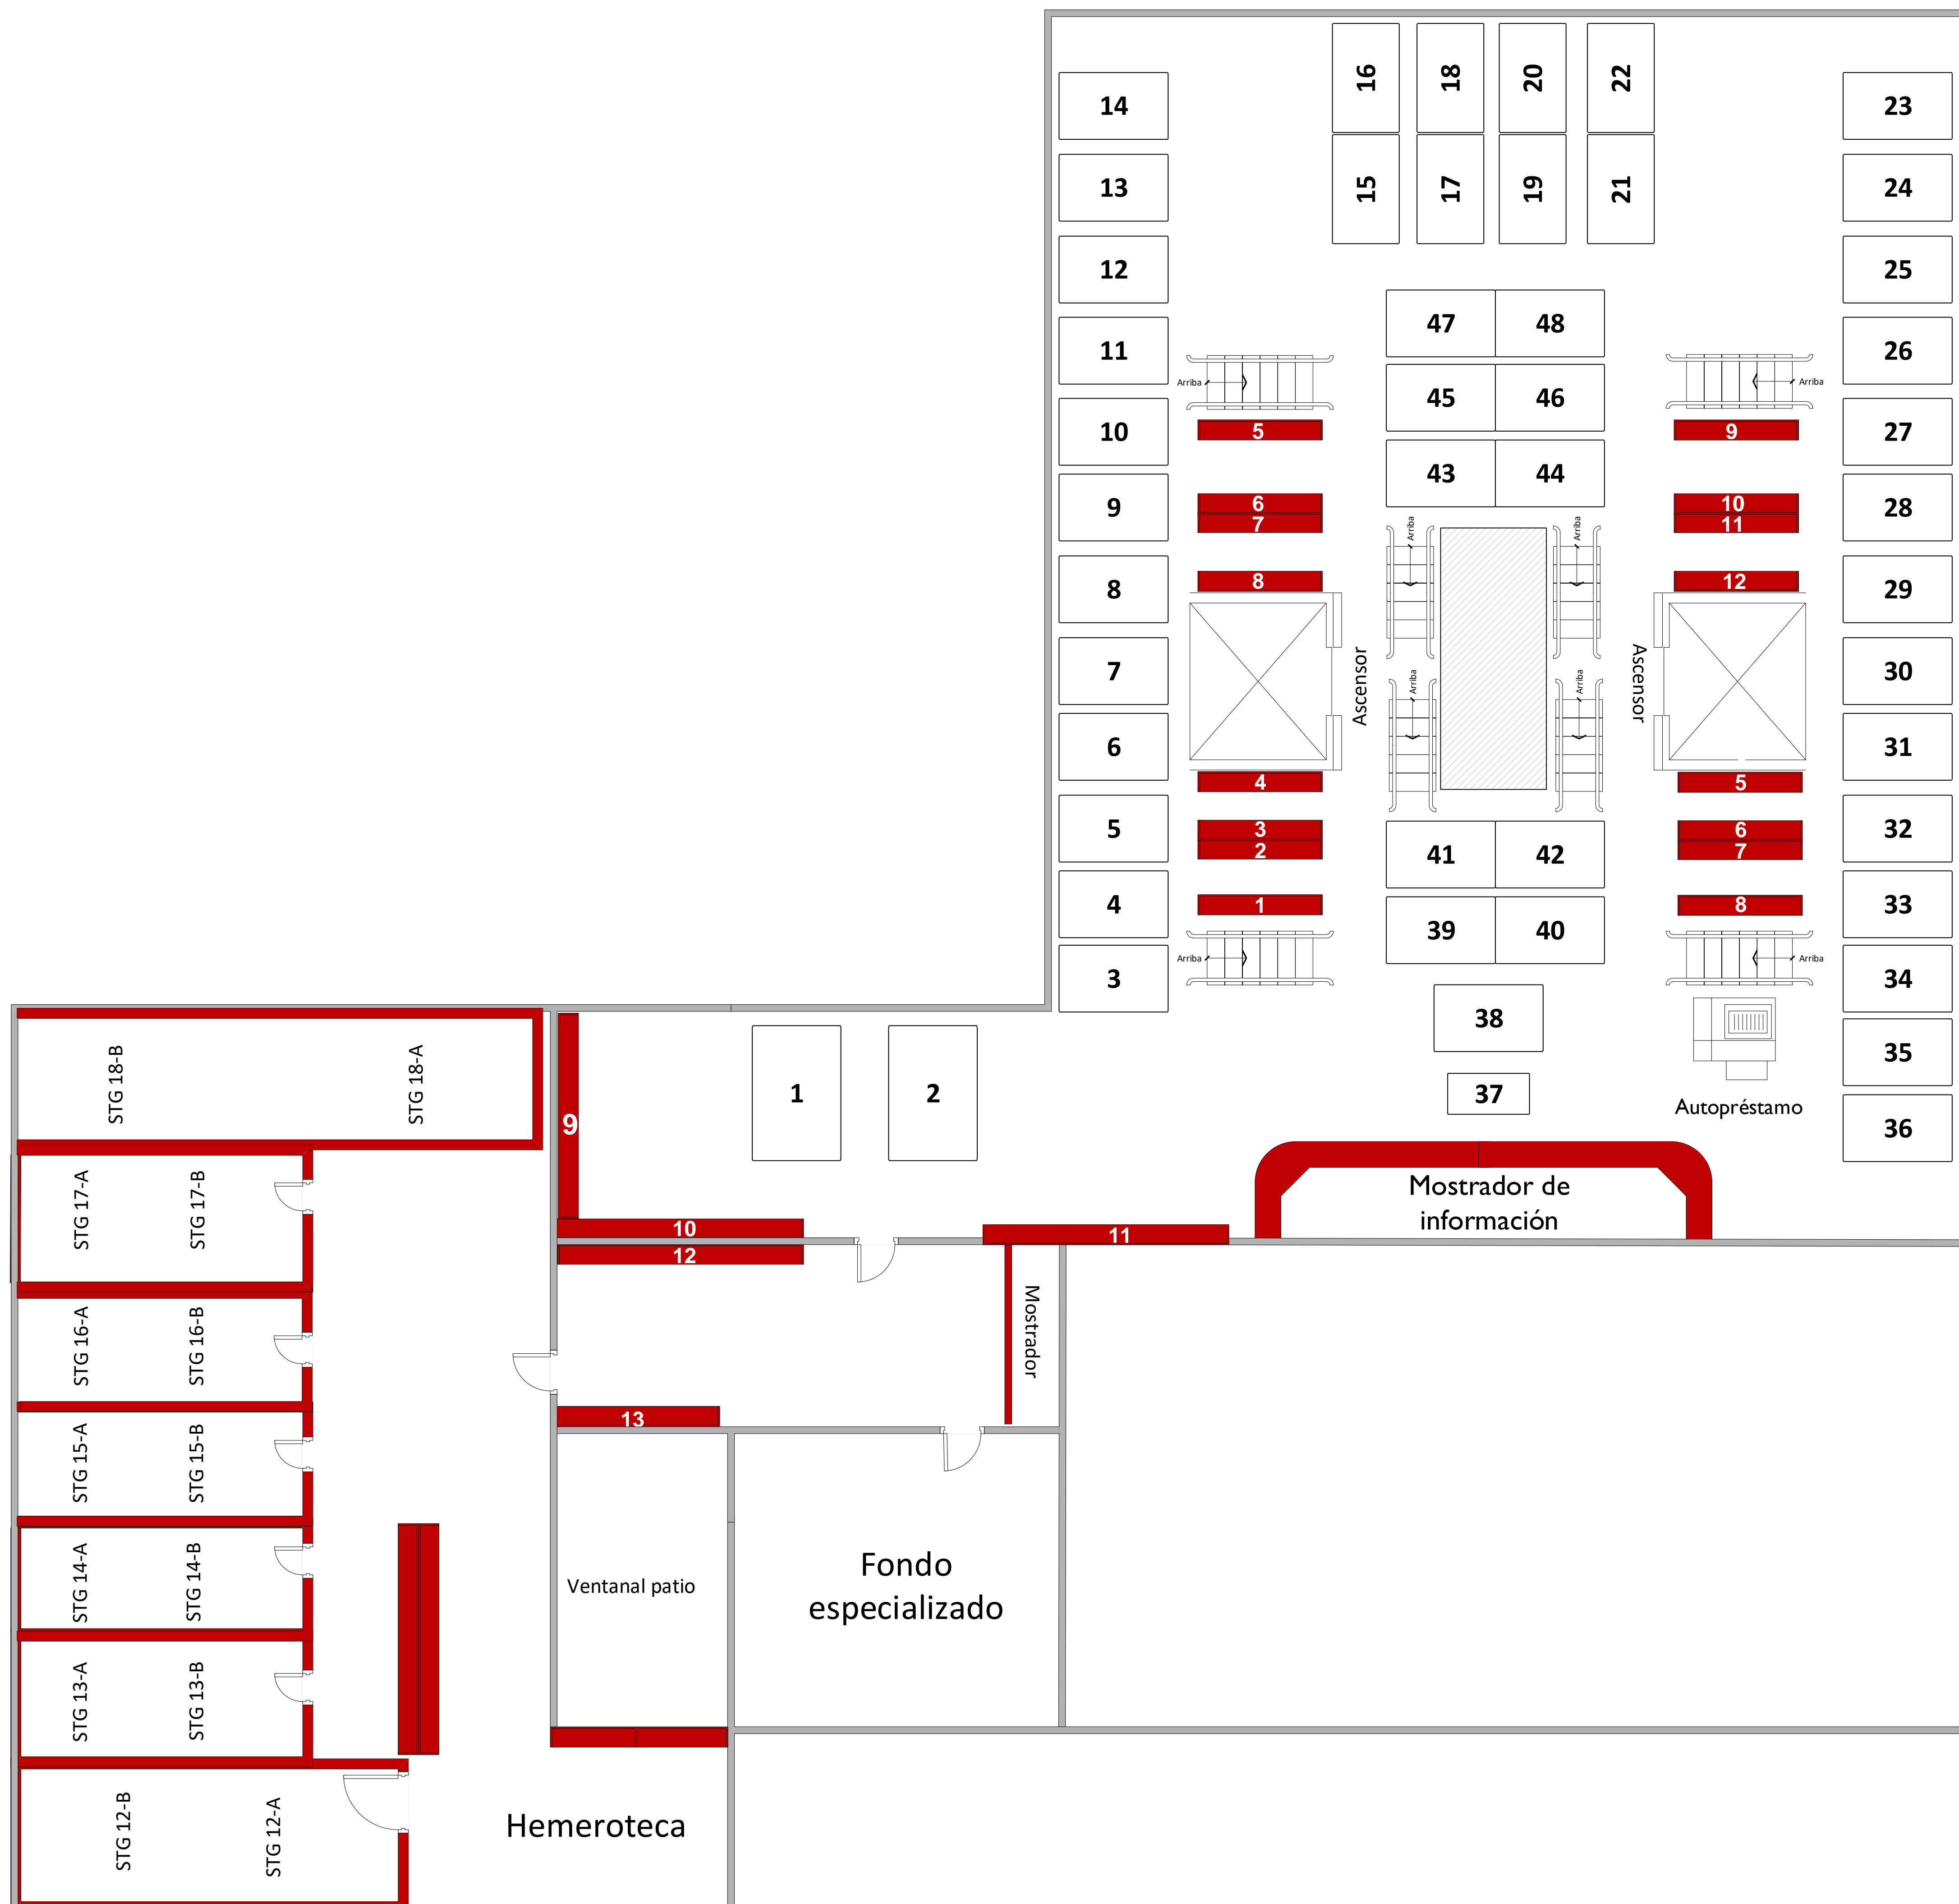 16
18
20
22
14
23
15
17
19
21
13
24
12
25
47
48
11
26
Arriba
Arriba
45
46
10
5
9
27
43
44
9
6
7
10
11
28
Arriba
Arriba
8
8
12
29
7
Ascensor
Ascensor
30
Arriba
Arriba
6
31
4
5
5
3
2
41
42
6
7
32
4
1
8
33
39
40
3
Arriba
Arriba
34
38
35
STG 18-B
STG 18-A
1
2
37
Autopréstamo
36
9
Mostrador de
información
STG 17-A
STG 17-B
10
11
12
Mostrador
STG 16-A
STG 16-B
13
STG 15-A
STG 15-B
STG 14-A
STG 14-B
Ventanal patio
Fondo
especializado
STG 13-A
STG 13-B
Hemeroteca
STG 12-B
STG 12-A